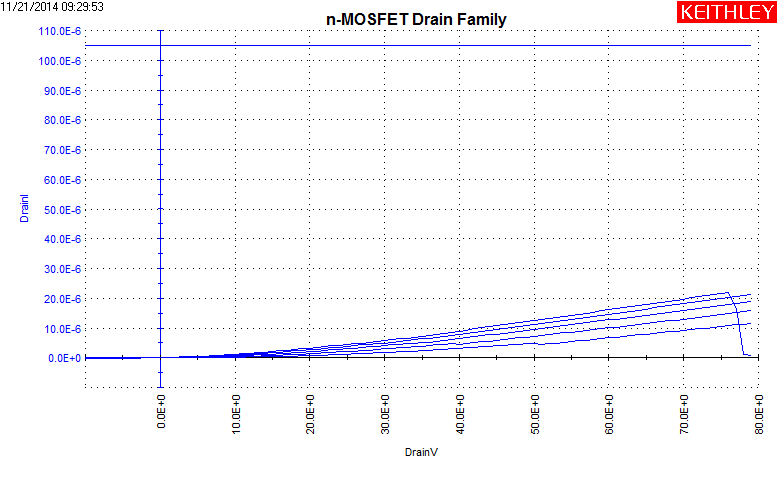 11/21/2014 09:29:53
n-MOSFET Drain Family
KEITHLEY
110.0E-6
100.0E-6
90.0E-6
80.0E-6
70.0E-6
60.0E-6
50.0E-6
40.0E-6
30.0E-6
20.0E-6
10.0E-6
0.0E+0
DrainI
0.0E+0
10.0E+0
20.0E+0
30.0E+0
40.0E+0
50.0E+0
60.0E+0
70.0E+0
80.0E+0
DrainV